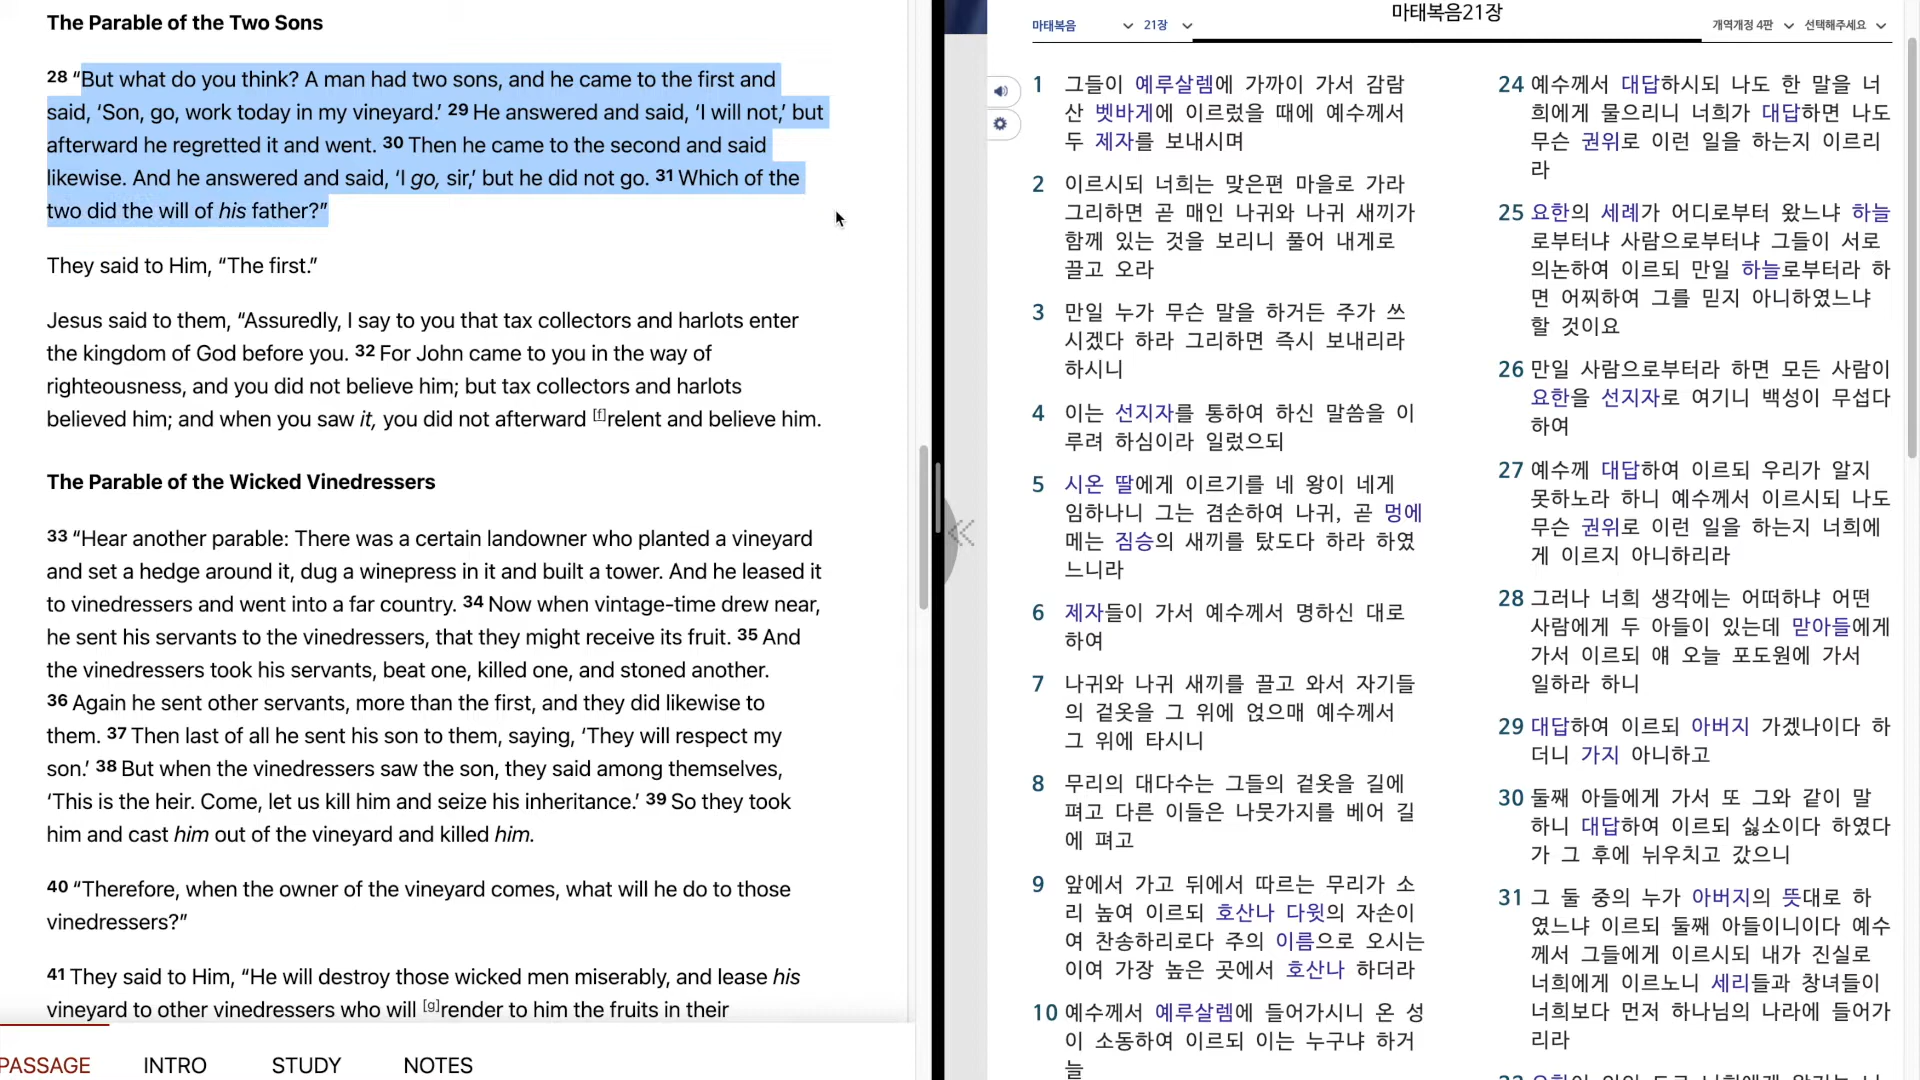 The Parable of the Two Sons
28 “But what do you think? A man had two sons, and he came to the first and
said, ‘Son, go, work today in my vineyard.’ 29 He answered and said, ‘I will not,’ but
afterward he regretted it and went. 30 Then he came to the second and said
likewise. And he answered and said, ‘I go, sir,’ but he did not go. 31 Which of the
two did the will of his father?”
They said to Him, “The first.”
Jesus said to them, “Assuredly, I say to you that tax collectors and harlots enter
the kingdom of God before you. 32 For John came to you in the way of
righteousness, and you did not believe him; but tax collectors and harlots
believed him; and when you saw it, you did not afterward [f]relent and believe him.
The Parable of the Wicked Vinedressers
33 “Hear another parable: There was a certain landowner who planted a vineyard
and set a hedge around it, dug a winepress in it and built a tower. And he leased it
to vinedressers and went into a far country. 34 Now when vintage-time drew near,
he sent his servants to the vinedressers, that they might receive its fruit. 35 And
the vinedressers took his servants, beat one, killed one, and stoned another.
36 Again he sent other servants, more than the first, and they did likewise to
them. 37 Then last of all he sent his son to them, saying, ‘They will respect my
son.’ 38 But when the vinedressers saw the son, they said among themselves,
‘This is the heir. Come, let us kill him and seize his inheritance.’ 39 So they took
him and cast him out of the vineyard and killed him.
40 “Therefore, when the owner of the vineyard comes, what will he do to those
vinedressers?”
41 They said to Him, “He will destroy those wicked men miserably, and lease his
vineyard to other vinedressers who will [g]render to him the fruits in their
PASSAGE INTRO STUDY NOTES
마태복음 21장 마태복음21장 개역개정 4판 선택해주세요
1 그들이 예루살렘에 가까이 가서 감람
산 벳바게에 이르렀을 때에 예수께서
두 제자를 보내시며
2 이르시되 너희는 맞은편 마을로 가라
그리하면 곧 매인 나귀와 나귀 새끼가
함께 있는 것을 보리니 풀어 내게로
끌고 오라
3 만일 누가 무슨 말을 하거든 주가 쓰
시겠다 하라 그리하면 즉시 보내리라
하시니
4 이는 선지자를 통하여 하신 말씀을 이
루려 하심이라 일렀으되
5 시온 딸에게 이르기를 네 왕이 네게
임하나니 그는 겸손하여 나귀, 곧 멍에
메는 짐승의 새끼를 탔도다 하라 하였
느니라
6 제자들이 가서 예수께서 명하신 대로
하여
7 나귀와 나귀 새끼를 끌고 와서 자기들
의 겉옷을 그 위에 얹으매 예수께서
그 위에 타시니
8 무리의 대다수는 그들의 겉옷을 길에
펴고 다른 이들은 나뭇가지를 베어 길
에 펴고
9 앞에서 가고 뒤에서 따르는 무리가 소
리 높여 이르되 호산나 다윗의 자손이
여 찬송하리로다 주의 이름으로 오시는
이여 가장 높은 곳에서 호산나 하더라
10 예수께서 예루살렘에 들어가시니 온 성
이 소동하여 이르되 이는 누구냐 하거
늘
24 예수께서 대답하시되 나도 한 말을 너
희에게 물으리니 너희가 대답하면 나도
무슨 권위로 이런 일을 하는지 이르리
라
25 요한의 세례가 어디로부터 왔느냐 하늘
로부터냐 사람으로부터냐 그들이 서로
의논하여 이르되 만일 하늘로부터라 하
면 어찌하여 그를 믿지 아니하였느냐
할 것이요
26 만일 사람으로부터라 하면 모든 사람이
요한을 선지자로 여기니 백성이 무섭다
하여
27 예수께 대답하여 이르되 우리가 알지
못하노라 하니 예수께서 이르시되 나도
무슨 권위로 이런 일을 하는지 너희에
게 이르지 아니하리라
28 그러나 너희 생각에는 어떠하냐 어떤
사람에게 두 아들이 있는데 맏아들에게
가서 이르되 얘 오늘 포도원에 가서
일하라 하니
29 대답하여 이르되 아버지 가겠나이다 하
더니 가지 아니하고
30 둘째 아들에게 가서 또 그와 같이 말
하니 대답하여 이르되 싫소이다 하였다
가 그 후에 뉘우치고 갔으니
31 그 둘 중의 누가 아버지의 뜻대로 하
였느냐 이르되 둘째 아들이니이다 예수
께서 그들에게 이르시되 내가 진실로
너희에게 이르노니 세리들과 창녀들이
너희보다 먼저 하나님의 나라에 들어가
리라